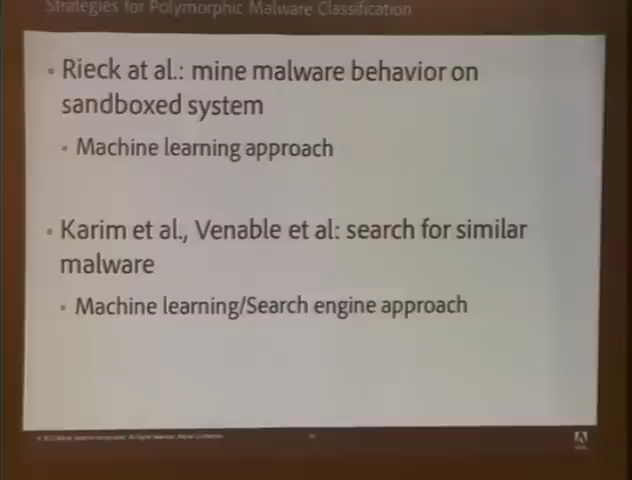 Strategies for Polymorphic Malware Classification
• Rieck at al.: mine malware behavior on
sandboxed system
• Machine learning approach
• Karim et al., Venable et al: search for similar
malware
• Machine learning/Search engine approach